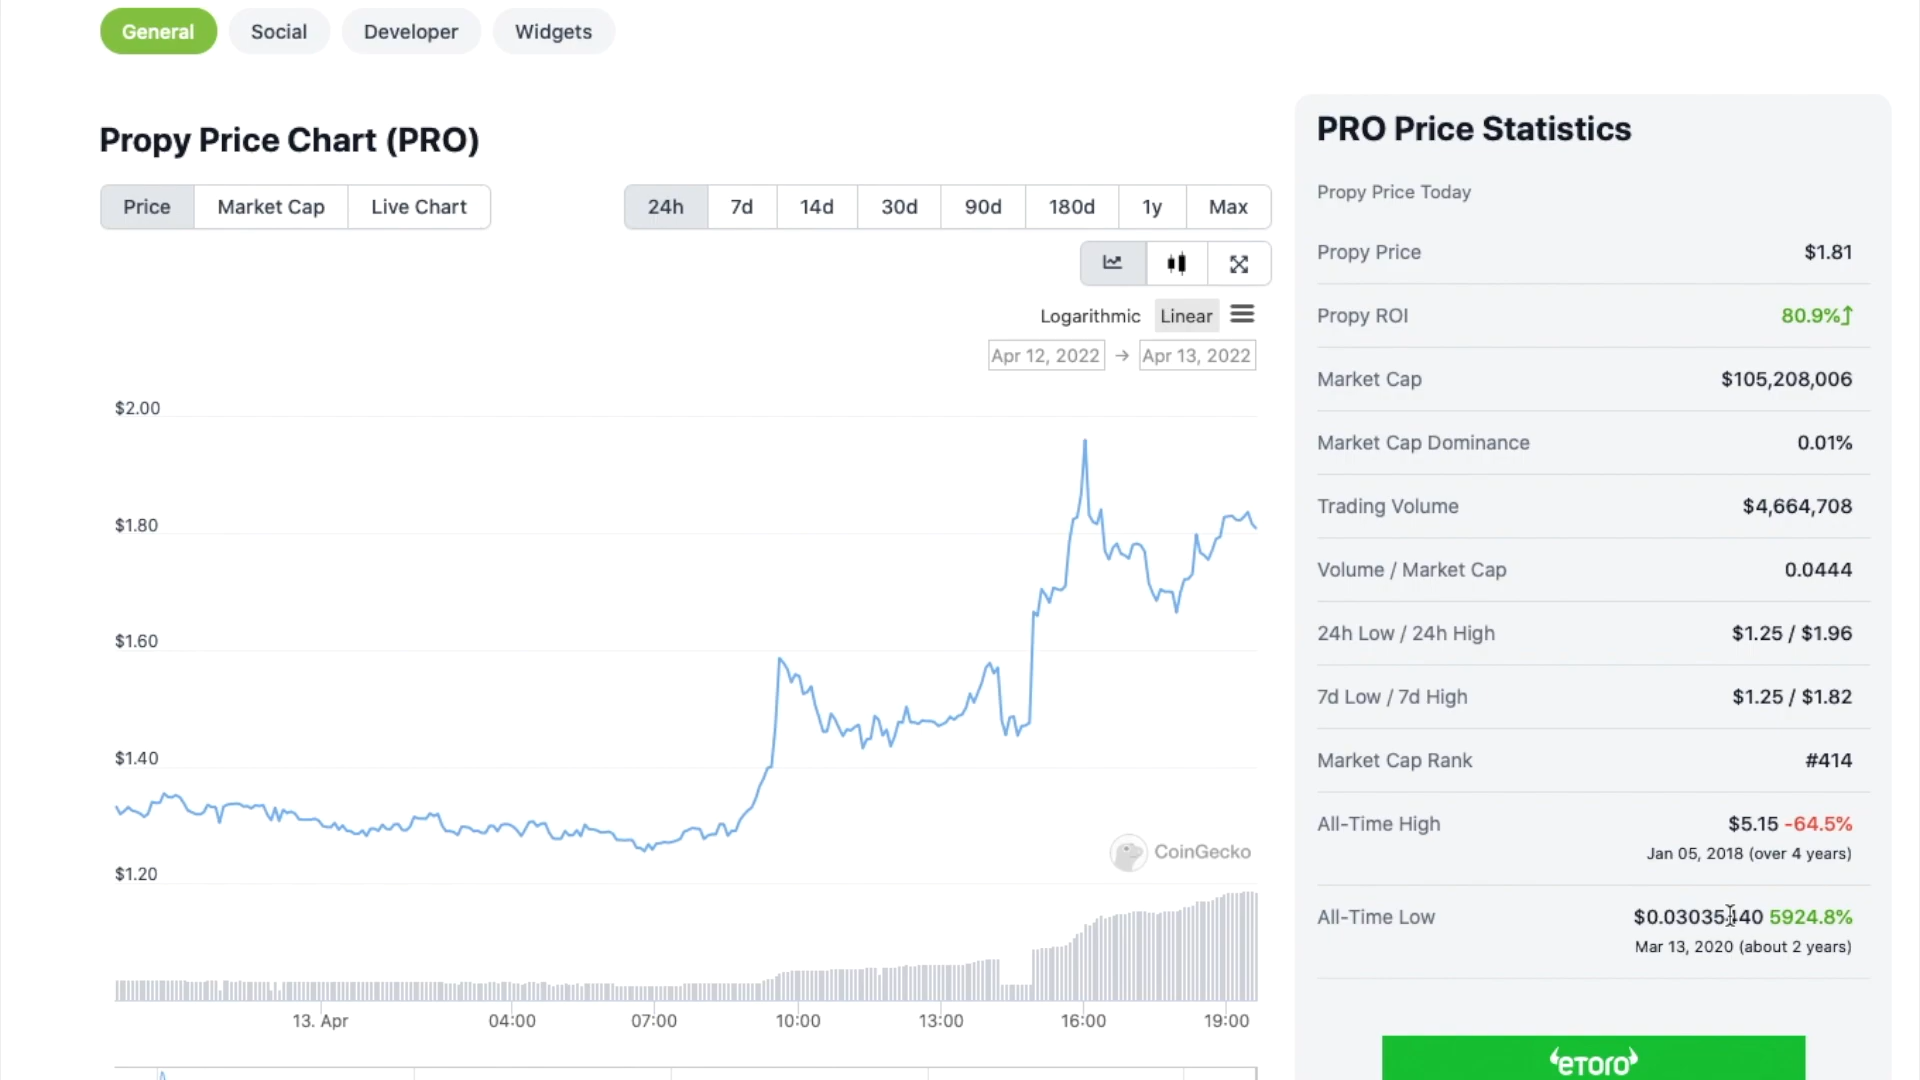 General Social Developer Widgets
Propy Price Chart (PRO)
Price Market Cap Live Chart
24h 7d 14d 30d 90d 180d 1y Max
Logarithmic Linear
Apr 12, 2022 → Apr 13, 2022
$2.00
$1.80
$1.60
$1.40
$1.20
CoinGecko
13. Apr 04:00 07:00 10:00 13:00 16:00 19:00
PRO Price Statistics
Propy Price Today
Propy Price $1.81
Propy ROI 80.9%
Market Cap $105,208,006
Market Cap Dominance 0.01%
Trading Volume $4,664,708
Volume / Market Cap 0.0444
24h Low / 24h High $1.25 / $1.96
7d Low / 7d High $1.25 / $1.82
Market Cap Rank #414
All-Time High $5.15 -64.5%
Jan 05, 2018 (over 4 years)
All-Time Low 5924.8%
Mar 13, 2020 (about 2 years)
eToro